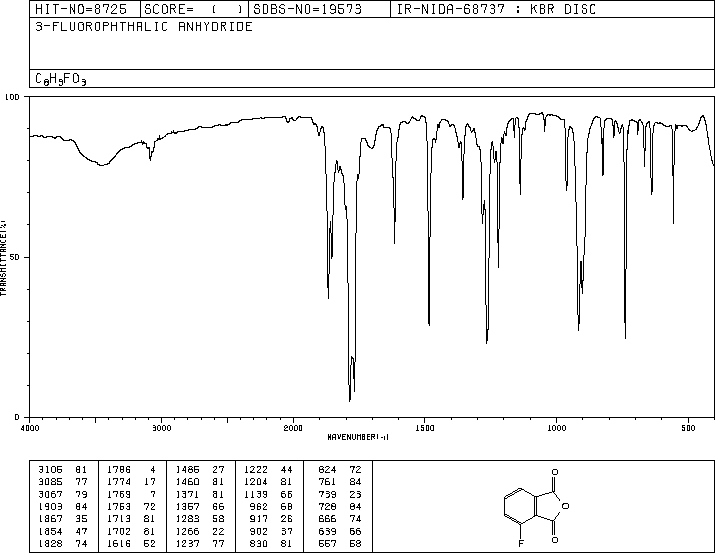 HIT-NO=8725 SCORE= ( ) SDBS-NO=19573 IR-NIDA-68737 : KBR DISC
3-FLUOROPHTHALIC ANHYDRIDE
C8H3FO3
100
50
0
TRANSMITTANCE(%)
4000 3000 2000 1500 1000 500
WAVENUMBER(-1)
3105 81 1786 4 1486 27 1222 44 824 72
3085 77 1774 17 1460 81 1204 81 761 84
3067 79 1769 7 1371 81 1139 66 739 23
1903 84 1753 72 1357 66 962 68 728 84
1867 35 1713 81 1283 58 917 26 666 74
1854 47 1702 81 1266 22 902 37 639 66
1828 74 1616 52 1237 77 830 81 557 58
O
O
F
O